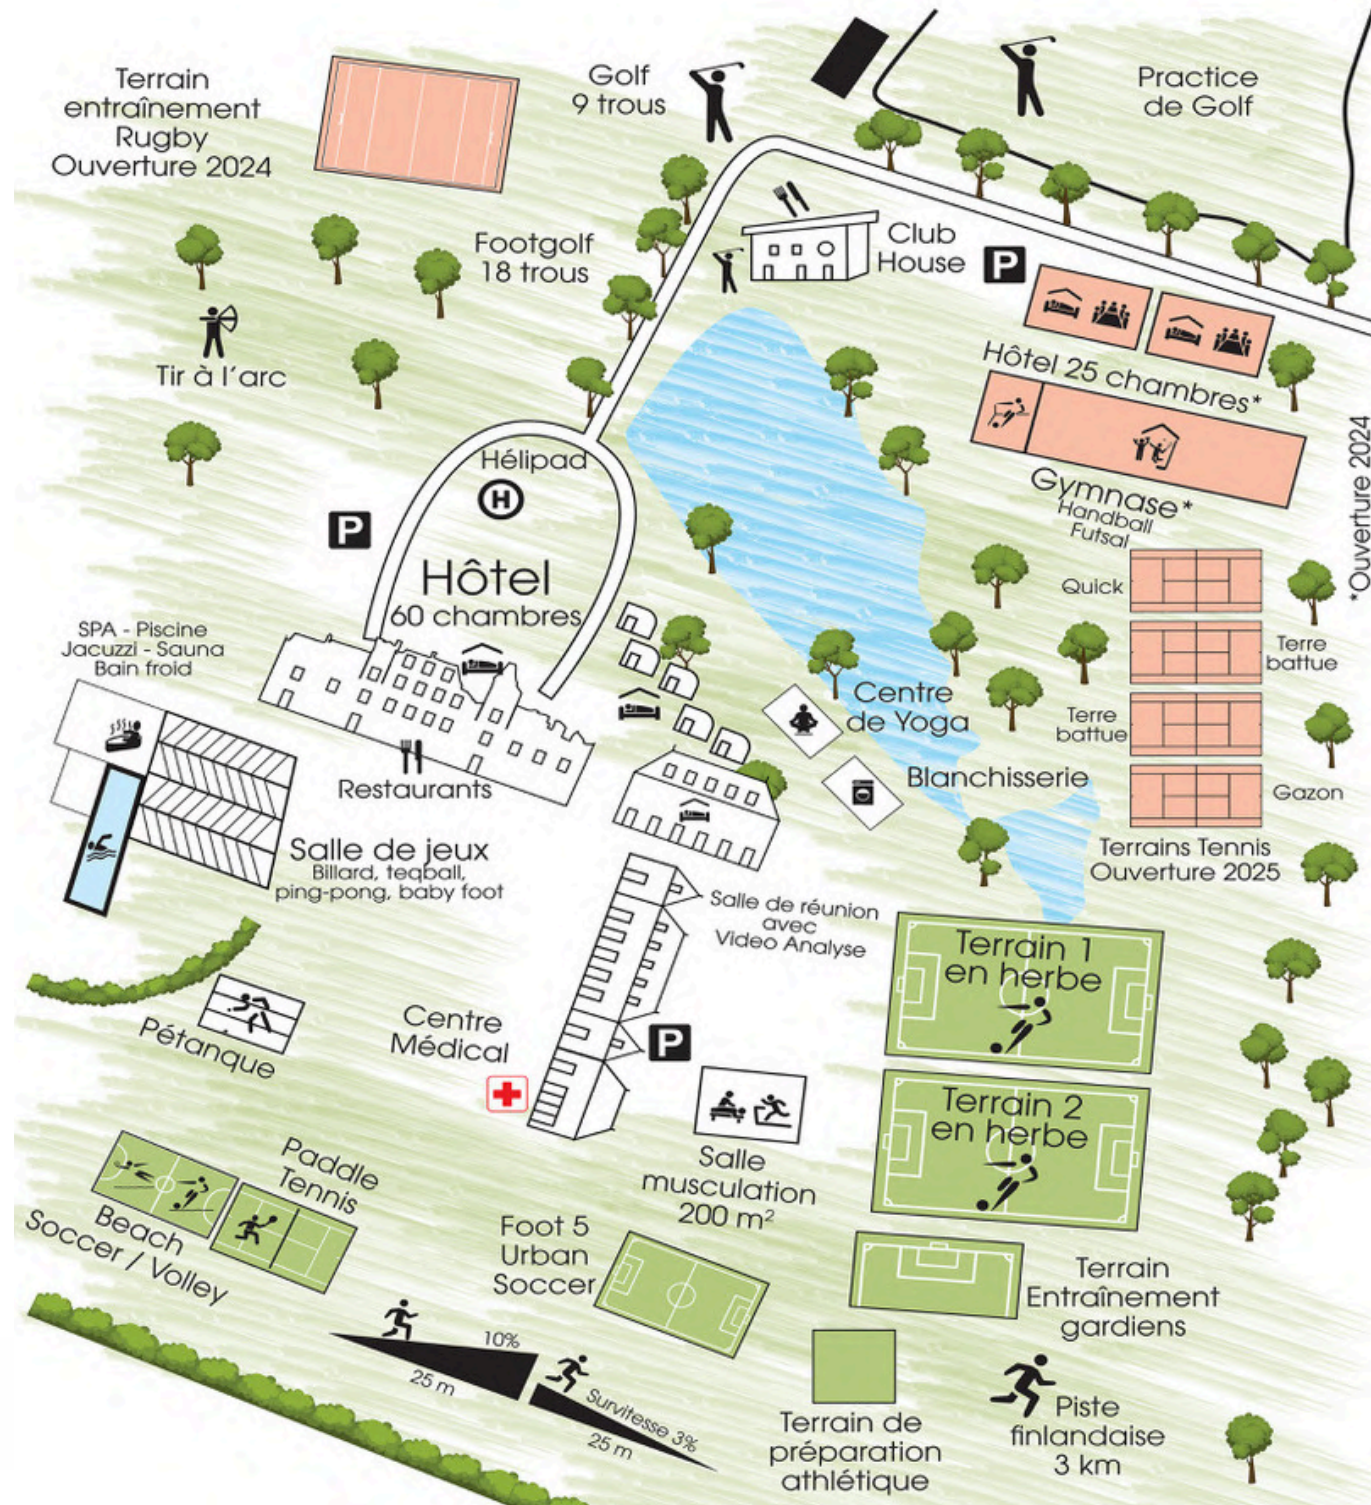 Terrain
entraînement
Rugby
Ouverture 2024
Golf
9 trous
Practice
de Golf
Footgolf
18 trous
Club
House
P
Tir à l'arc
Hôtel 25 chambres*
Gymnase*
Handball
Futsal
*Ouverture 2024
Hélipad
H
P
Hôtel
60 chambres
Quick
Terre
battue
Terre
battue
Gazon
Terrains Tennis
Ouverture 2025
SPA - Piscine
Jacuzzi - Sauna
Bain froid
Restaurants
Centre
de Yoga
Blanchisserie
Salle de jeux
Billard, teqball,
ping-pong, baby foot
Salle de réunion
avec
Video Analyse
Terrain 1
en herbe
Pétanque
Centre
Médical
P
Terrain 2
en herbe
Salle
musculation
200 m²
Paddle
Tennis
Beach
Soccer / Volley
Foot 5
Urban
Soccer
Terrain
Entraînement
gardiens
10%
25 m
Survitesse 3%
25 m
Terrain de
préparation
athlétique
Piste
finlandaise
3 km